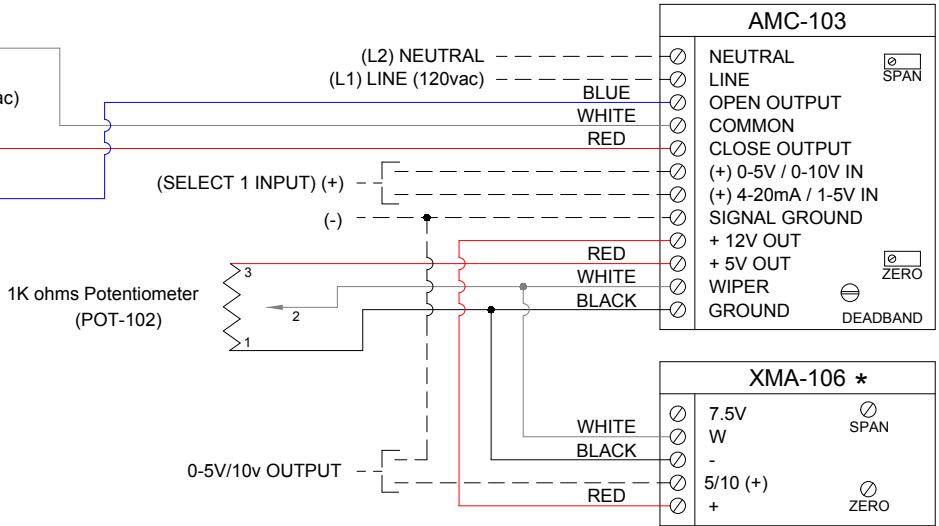 AMC-103
(L2) NEUTRAL
NEUTRAL
SPAN
(L1) LINE (120vac)
LINE
BLUE
OPEN OUTPUT
WHITE
COMMON
RED
CLOSE OUTPUT
(SELECT 1 INPUT) (+)
(+) 0-5V / 0-10V IN
(+) 4-20mA / 1-5V IN
(-)
SIGNAL GROUND
+ 12V OUT
RED
+ 5V OUT
ZERO
WHITE
WIPER
BLACK
GROUND
DEADBAND
1K ohms Potentiometer
(POT-102)
3
2
1
XMA-106 *
7.5V
SPAN
WHITE
W
BLACK
-
0-5V/10v OUTPUT
5/10 (+)
RED
+
ZERO